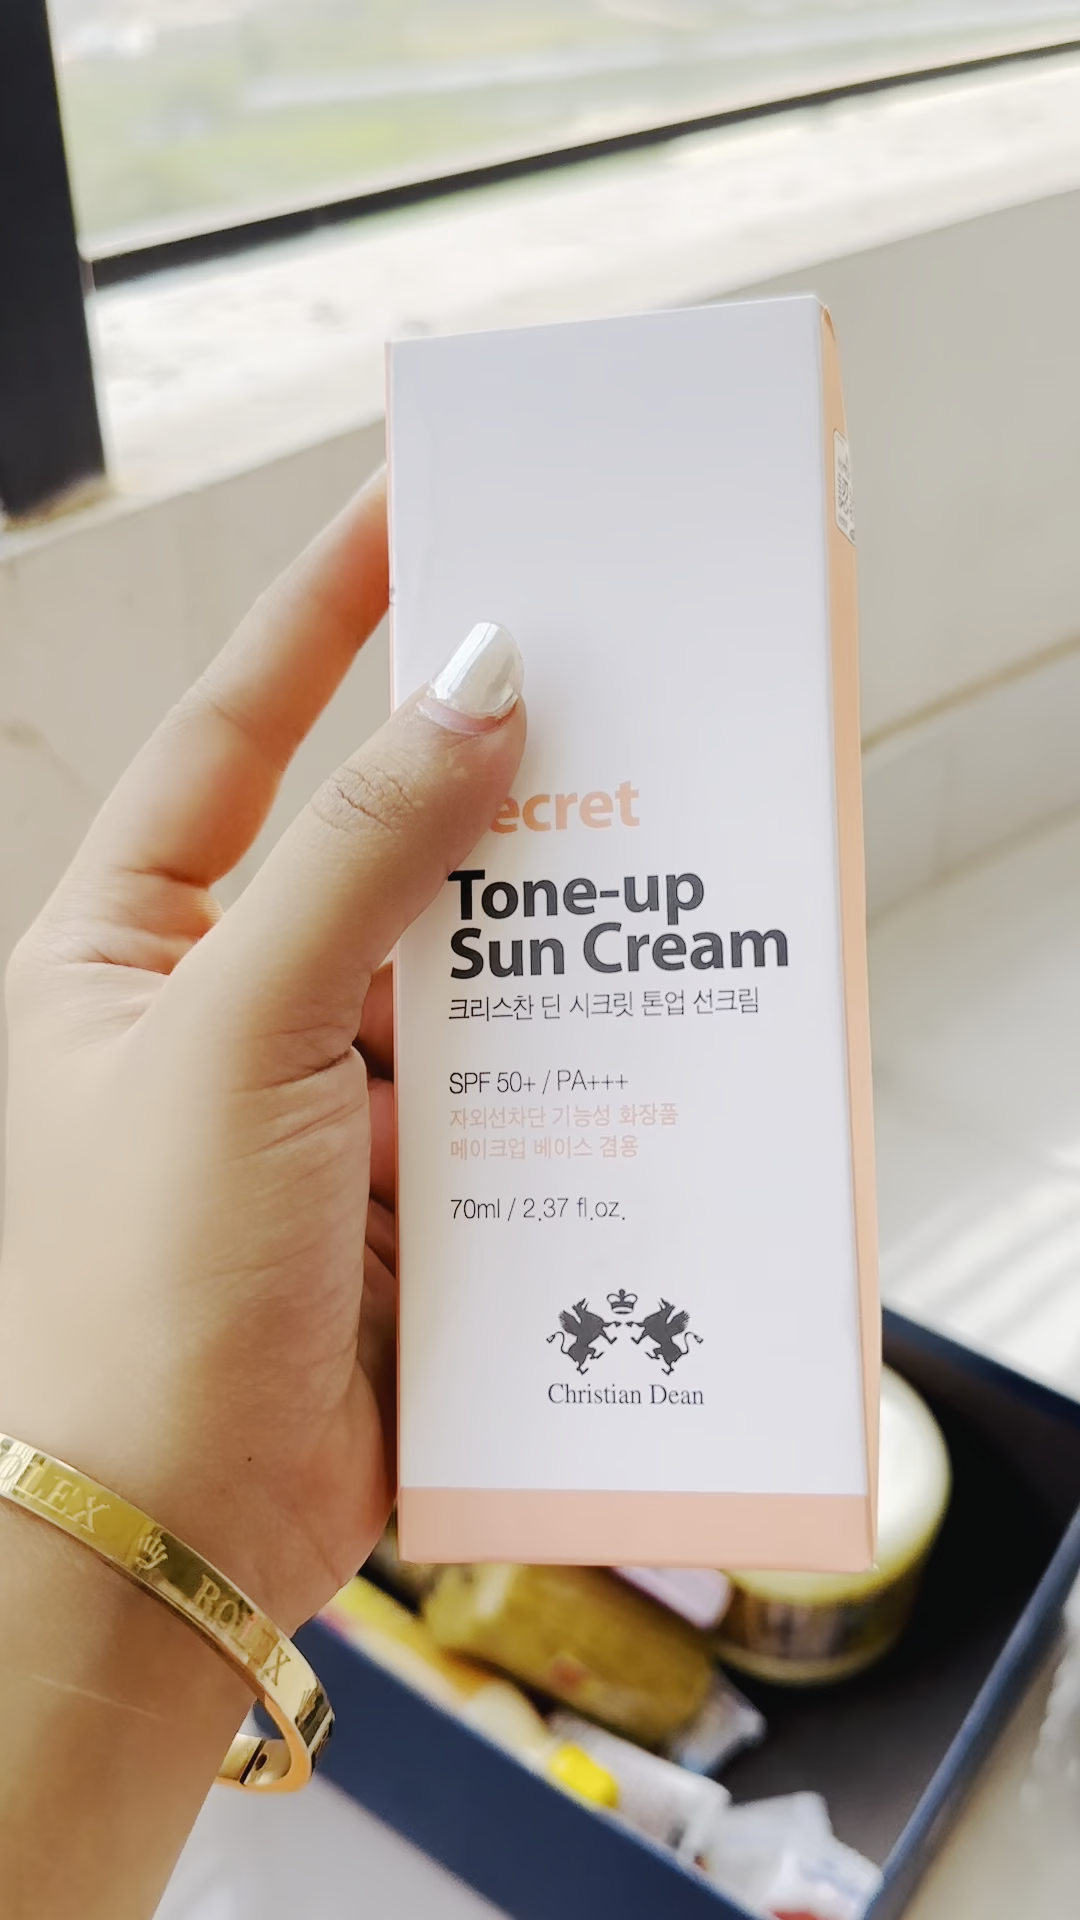 ecret
Tone-up
Sun Cream
크리스찬 딘 시크릿 톤업 선크림
SPF 50+ / PA+++
자외선차단 기능성 화장품
메이크업 베이스 겸용
70ml / 2.37 fl.oz.
Christian Dean
OLEX ROLEX